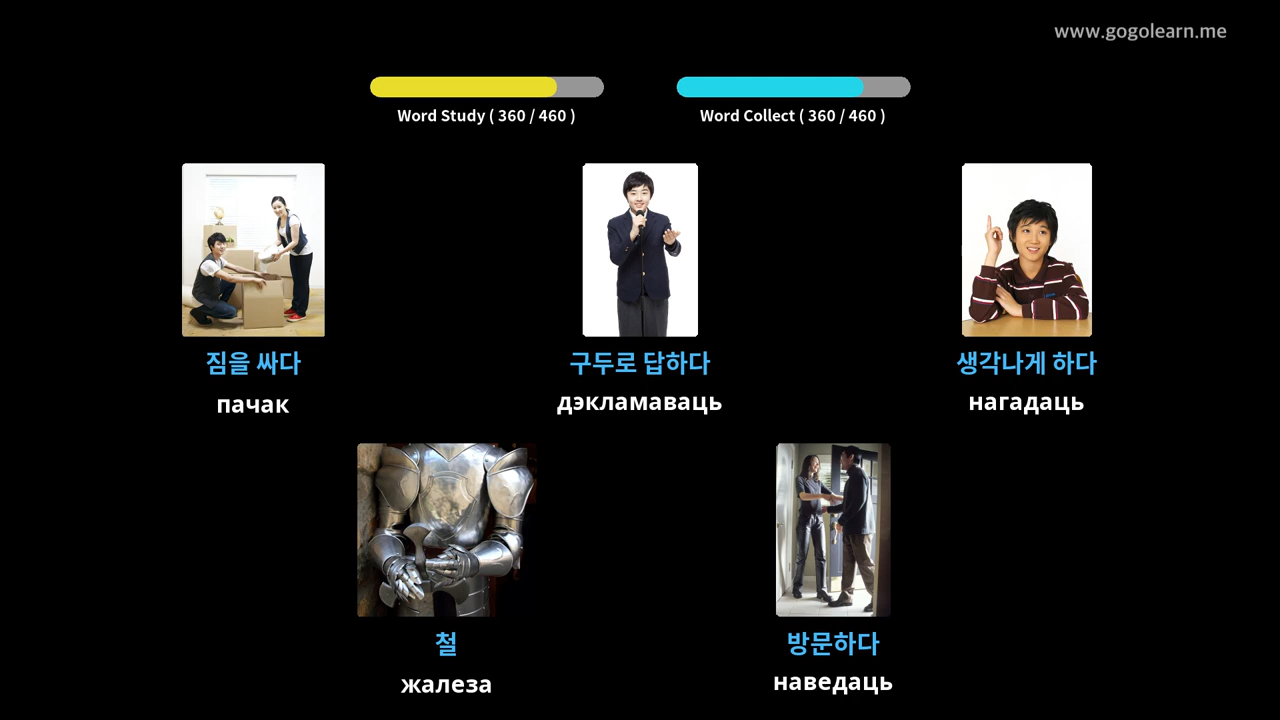 www.gogolearn.me
Word Study ( 360 / 460 )
Word Collect ( 360 / 460 )
짐을 싸다
пачак
구두로 답하다
дэкламаваць
생각나게 하다
нагадаць
철
жалеза
방문하다
наведаць